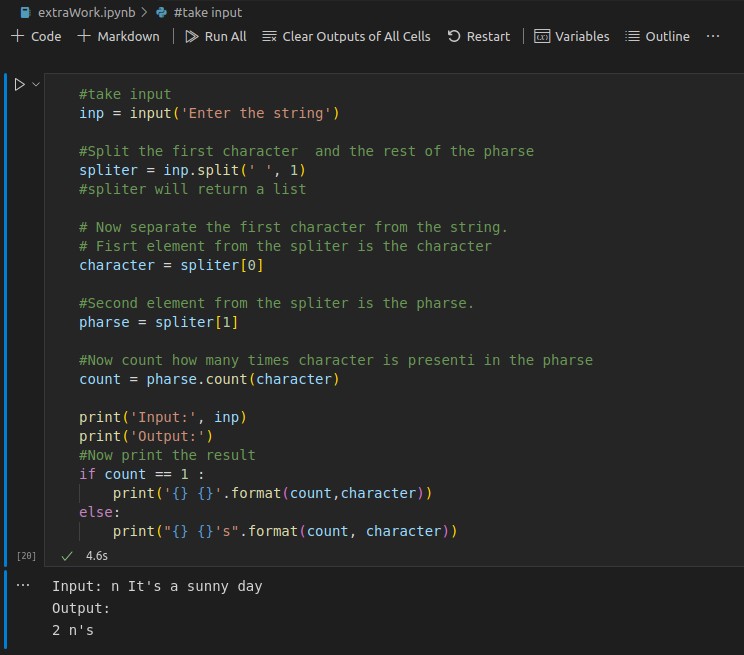 extraWork.ipynb > #take input
+ Code + Markdown | Run All Clear Outputs of All Cells Restart | Variables Outline ...
#take input
inp = input('Enter the string')
#Split the first character  and the rest of the pharse
spliter = inp.split(' ', 1)
#spliter will return a list
# Now separate the first character from the string.
# Fisrt element from the spliter is the character
character = spliter[0]
#Second element from the spliter is the pharse.
pharse = spliter[1]
#Now count how many times character is presenti in the pharse
count = pharse.count(character)
print('Input:', inp)
print('Output:')
#Now print the result
if count == 1 :
    print('{} {}'.format(count,character))
else:
    print("{} {}'s".format(count, character))
[20] 4.6s
... Input: n It's a sunny day
Output:
2 n's